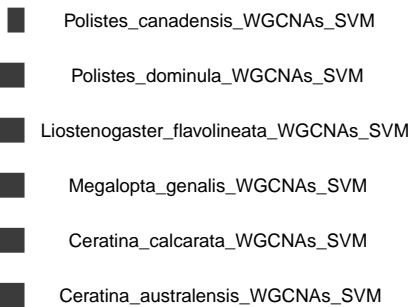 Polistes_canadensis_WGCNAs_SVM
Polistes_dominula_WGCNAs_SVM
Liostenogaster_flavolineata_WGCNAs_SVM
Megalopta_genalis_WGCNAs_SVM
Ceratina_calcarata_WGCNAs_SVM
Ceratina_australensis_WGCNAs_SVM